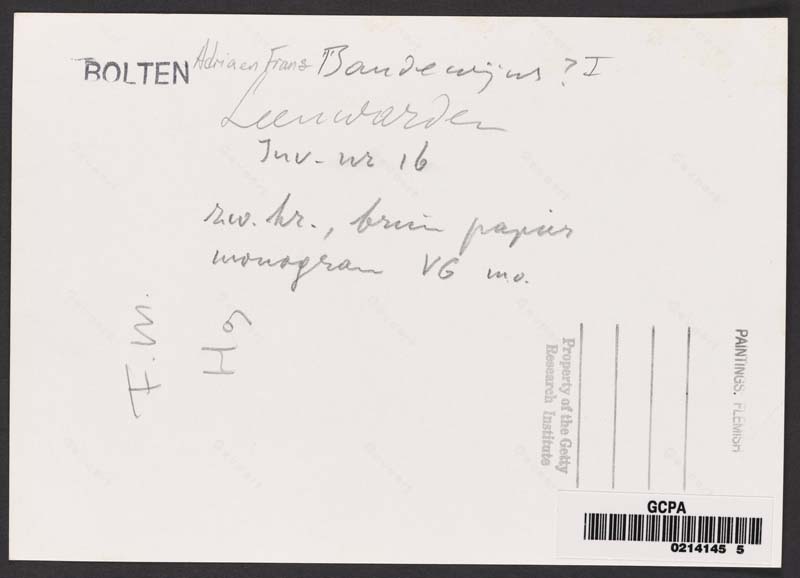 BOLTEN Adriaen Frans Baudewijns ? I
Leeuwarden
Inv-nr 16
zw. kr., bruin papier
monogram VG mo.
F.W.
H g
PAINTINGS. FLEMISH
Property of the Getty
Research Institute
GCPA
0214145 5